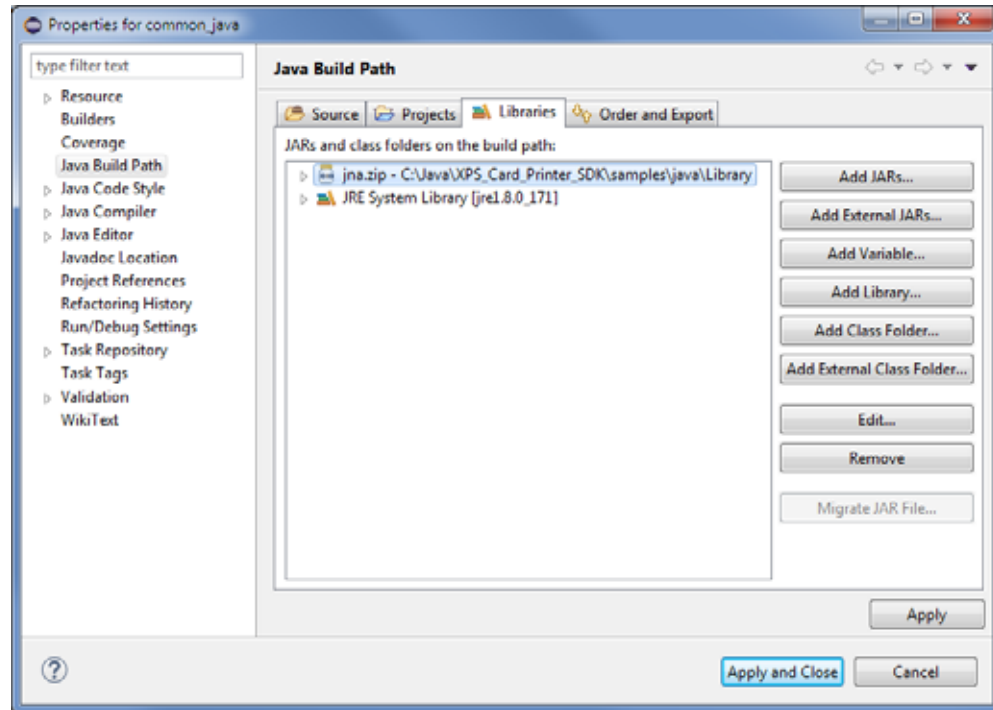 Properties for common_java
type filter text
Resource
Builders
Coverage
Java Build Path
Java Code Style
Java Compiler
Java Editor
Javadoc Location
Project References
Refactoring History
Run/Debug Settings
Task Repository
Task Tags
Validation
WikiText
Java Build Path
Source Projects Libraries Order and Export
JARs and class folders on the build path:
jna.zip - C:\Java\XPS_Card_Printer_SDK\samples\java\Library
JRE System Library [jre1.8.0_171]
Add JARs...
Add External JARs...
Add Variable...
Add Library...
Add Class Folder...
Add External Class Folder...
Edit...
Remove
Migrate JAR File...
Apply
Apply and Close
Cancel